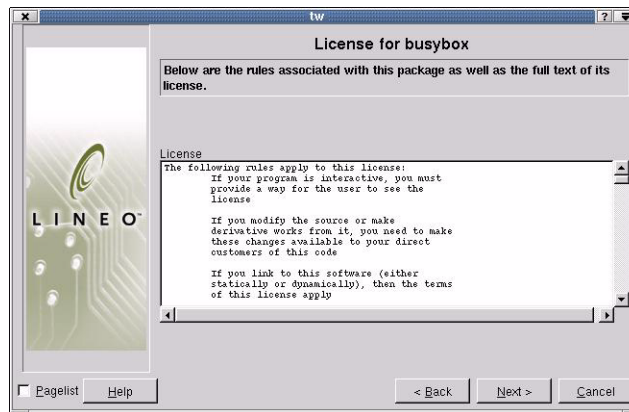 tw
License for busybox
Below are the rules associated with this package as well as the full text of its
license.
License
The following rules apply to this license:
If your program is interactive, you must
provide a way for the user to see the
license
If you modify the source or make
derivative works from it, you need to make
these changes available to your direct
customers of this code
If you link to this software (either
statically or dynamically), then the terms
of this license apply
LINEO™
Pagelist
Help
< Back
Next >
Cancel